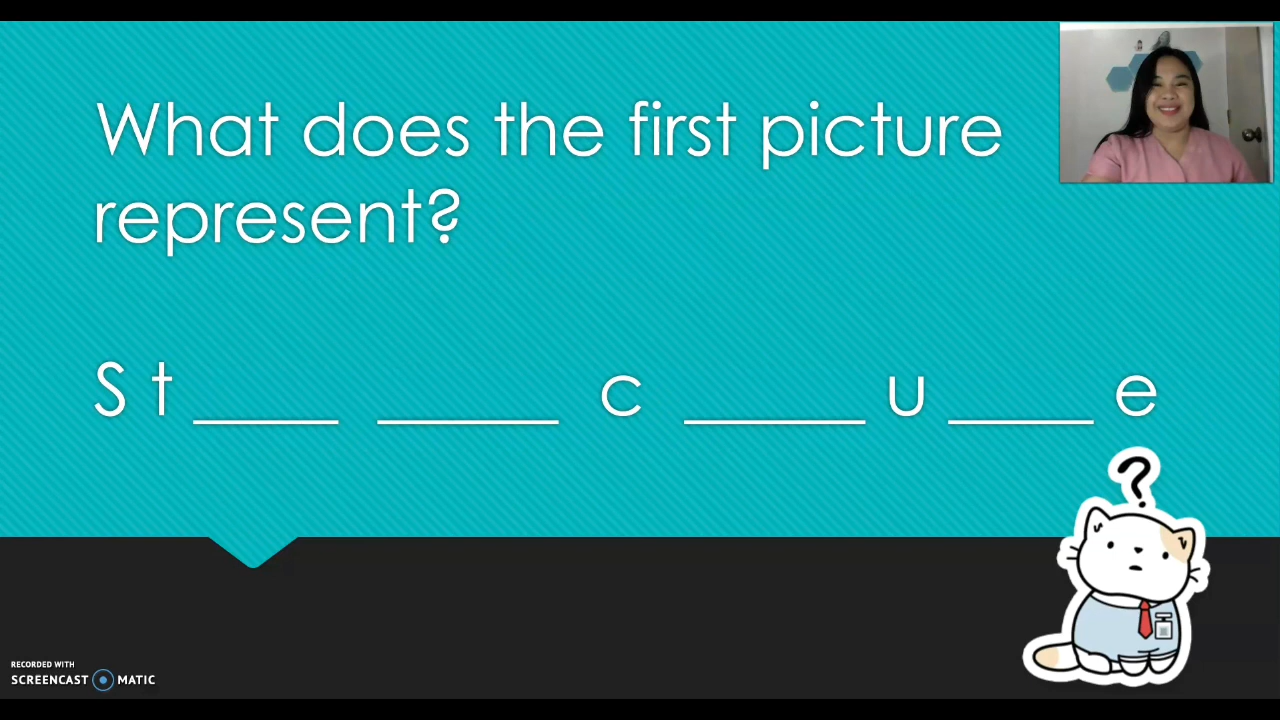 What does the first picture
represent?
S t ____ ____ c ____ u ____ e
?
RECORDED WITH
SCREENCAST MATIC